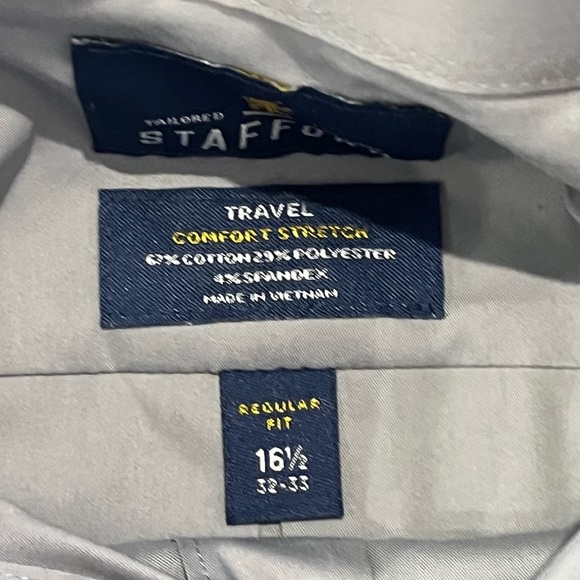 TAILORED
STAFFORD
TRAVEL
COMFORT STRETCH
67% COTTON 29% POLYESTER
4% SPANDEX
MADE IN VIETNAM
REGULAR
FIT
16½
32-33